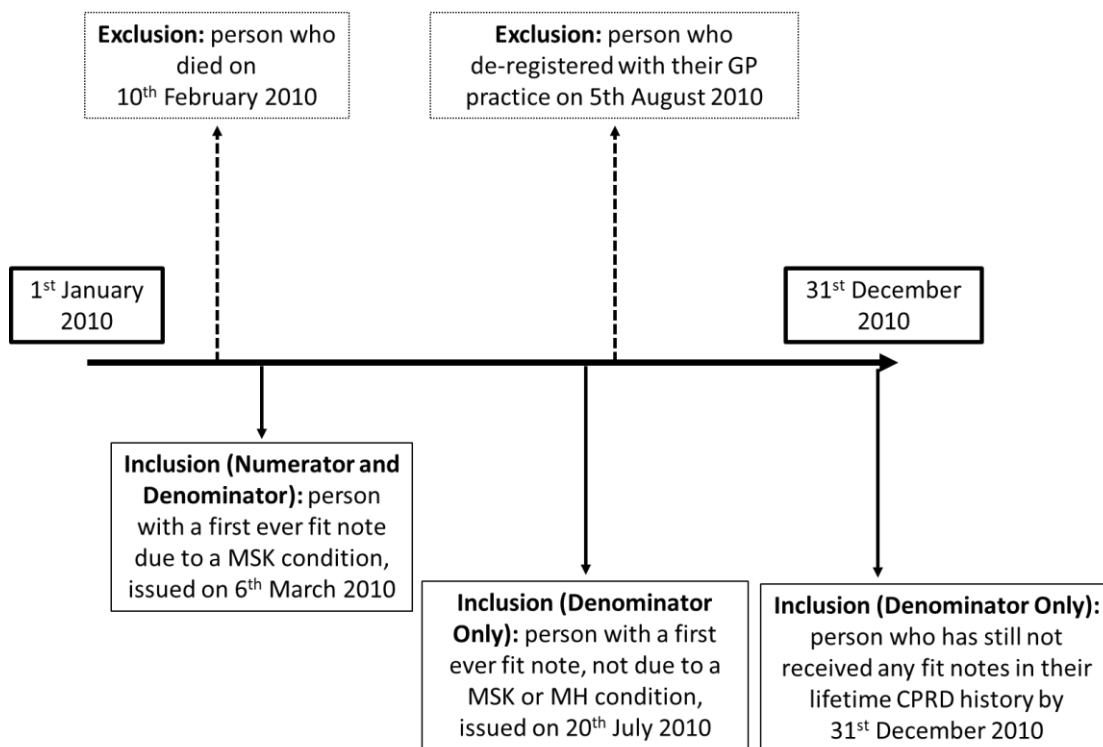 Exclusion: person who
died on
10th February 2010
Exclusion: person who
de-registered with their GP
practice on 5th August 2010
1st January
2010
31st December
2010
Inclusion (Numerator and
Denominator): person
with a first ever fit note
due to a MSK condition,
issued on 6th March 2010
Inclusion (Denominator
Only): person with a first
ever fit note, not due to a
MSK or MH condition,
issued on 20th July 2010
Inclusion (Denominator Only):
person who has still not
received any fit notes in their
lifetime CPRD history by
31st December 2010